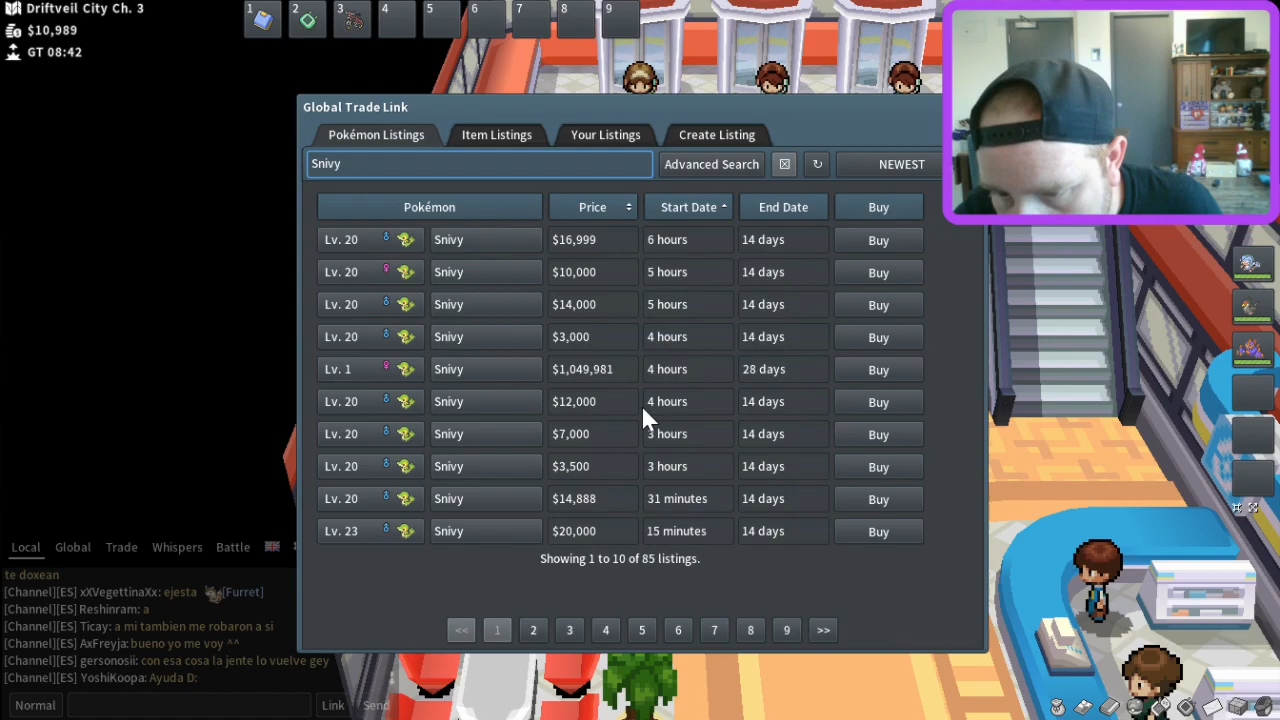 Driftveil City Ch. 3
$10,989
GT 08:42
1 2 3 4 5 6 7 8 9
Global Trade Link
Pokémon Listings Item Listings Your Listings Create Listing
Snivy Advanced Search NEWEST
Pokémon Price Start Date End Date Buy
Lv. 20 Snivy $16,999 6 hours 14 days Buy
Lv. 20 Snivy $10,000 5 hours 14 days Buy
Lv. 20 Snivy $14,000 5 hours 14 days Buy
Lv. 20 Snivy $3,000 4 hours 14 days Buy
Lv. 1 Snivy $1,049,981 4 hours 28 days Buy
Lv. 20 Snivy $12,000 4 hours 14 days Buy
Lv. 20 Snivy $7,000 3 hours 14 days Buy
Lv. 20 Snivy $3,500 3 hours 14 days Buy
Lv. 20 Snivy $14,888 31 minutes 14 days Buy
Lv. 23 Snivy $20,000 15 minutes 14 days Buy
Showing 1 to 10 of 85 listings.
<< 1 2 3 4 5 6 7 8 9 >>
Local Global Trade Whispers Battle
te doxean
[Channel][ES] xXVegettinaXx: ejesta [Furret]
[Channel][ES] Reshinram: a
[Channel][ES] Ticay: a mi tambien me robaron a si
[Channel][ES] AxFreyja: bueno yo me voy ^^
[Channel][ES] gersonosii: con esa cosa la jente lo vuelve gey
[Channel][ES] YoshiKoopa: Ayuda D:
Normal Link Send